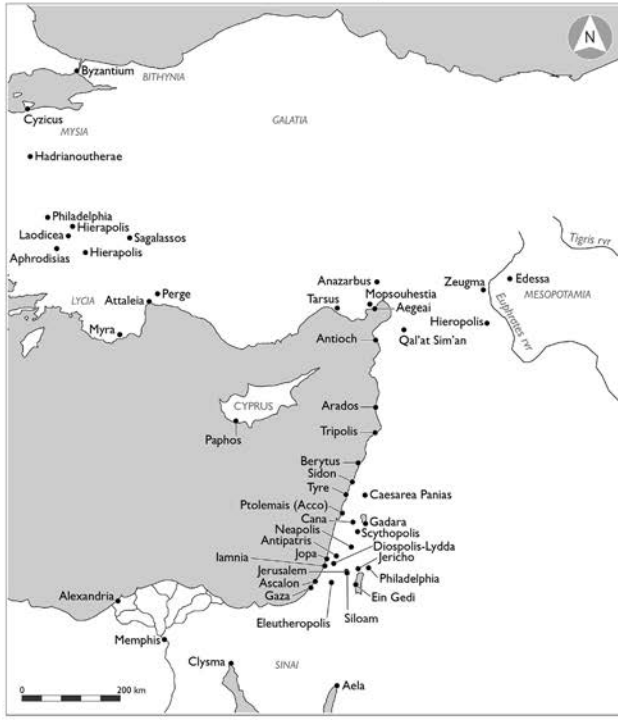 N
Byzantium
BITHYNIA
Cyzicus
MYSIA
GALATIA
Hadrianoutherae
Philadelphia
Hierapolis
Laodicea
Sagalassos
Aphrodisias
Hierapolis
Tigris rvr
Anazarbus
Zeugma
Edessa
Mopsouhestia
MESOPOTAMIA
LYCIA
Attaleia
Perge
Tarsus
Aegeai
Myra
Hieropolis
Euphrates rvr
Antioch
Qal'at Sim'an
CYPRUS
Arados
Paphos
Tripolis
Berytus
Sidon
Tyre
Caesarea Panias
Ptolemais (Acco)
Cana
Gadara
Neapolis
Scythopolis
Antipatris
Diospolis-Lydda
Jopa
Iamnia
Jericho
Jerusalem
Philadelphia
Ascalon
Gaza
Ein Gedi
Alexandria
Eleutheropolis
Siloam
Memphis
Clysma
SINAI
Aela
0
200 km